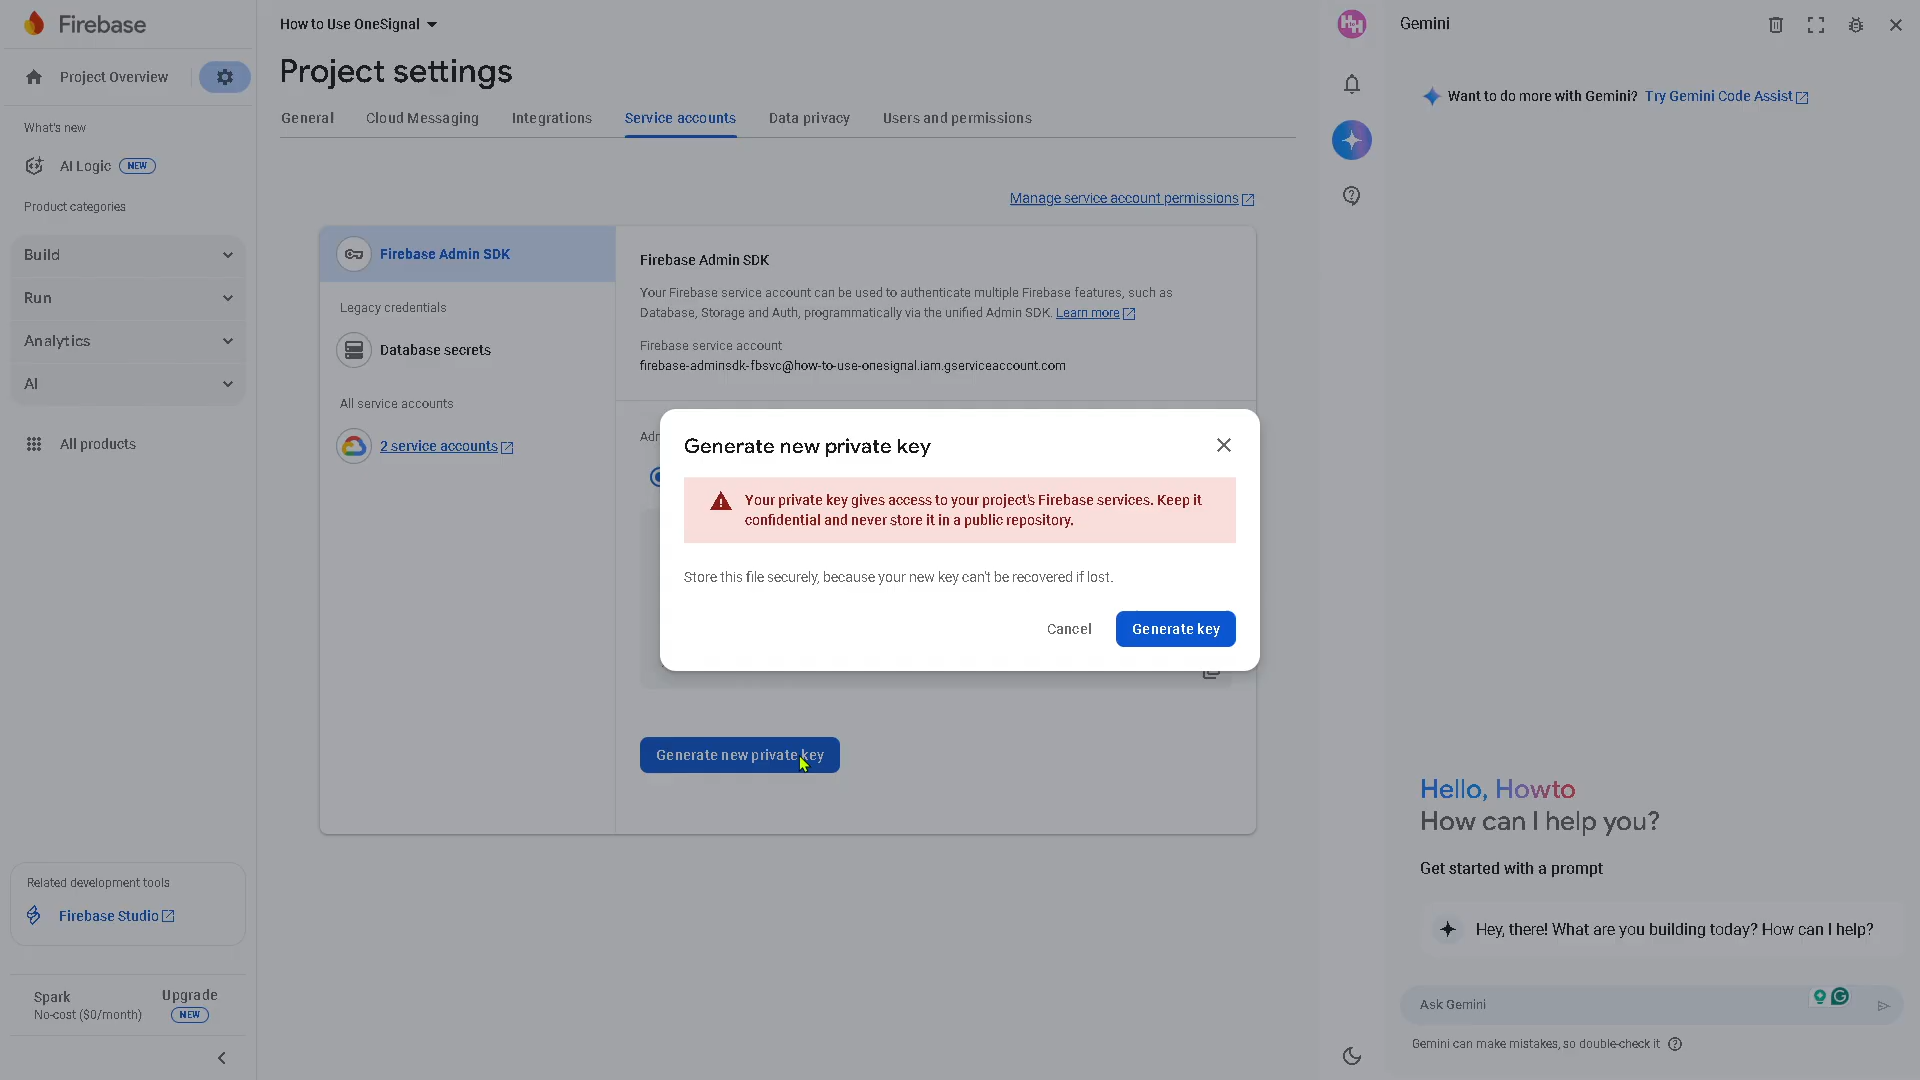 Firebase
Project Overview
What's new
AI Logic NEW
Product categories
Build
Run
Analytics
AI
All products
Related development tools
Firebase Studio
Spark
No-cost ($0/month)
Upgrade
NEW
How to Use OneSignal
Project settings
General Cloud Messaging Integrations Service accounts Data privacy Users and permissions
Manage service account permissions
Firebase Admin SDK
Legacy credentials
Database secrets
All service accounts
2 service accounts
Firebase Admin SDK
Your Firebase service account can be used to authenticate multiple Firebase features, such as
Database, Storage and Auth, programmatically via the unified Admin SDK. Learn more
Firebase service account
firebase-adminsdk-fbsvc@how-to-use-onesignal.iam.gserviceaccount.com
Generate new private key
Your private key gives access to your project's Firebase services. Keep it
confidential and never store it in a public repository.
Store this file securely, because your new key can't be recovered if lost.
Cancel Generate key
Generate new private key
Gemini
Want to do more with Gemini? Try Gemini Code Assist
Hello, Howto
How can I help you?
Get started with a prompt
Hey, there! What are you building today? How can I help?
Ask Gemini
Gemini can make mistakes, so double-check it